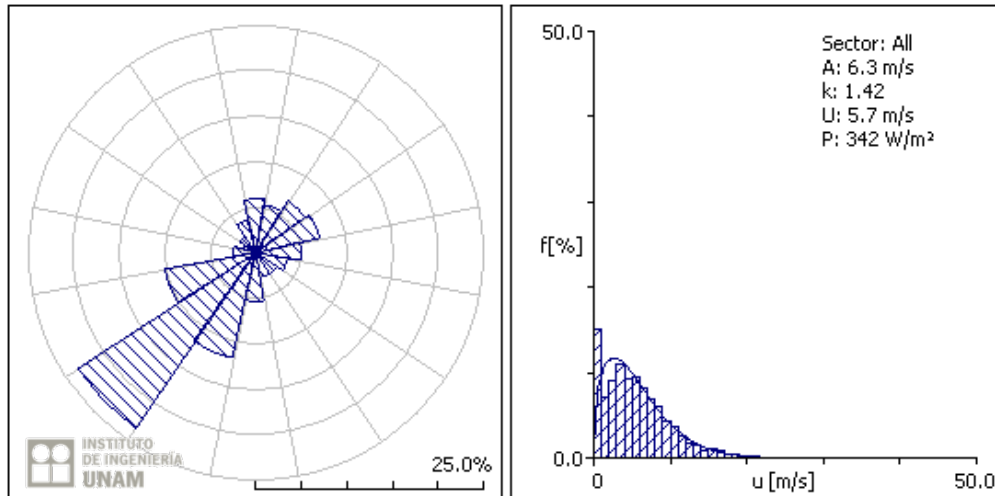 INSTITUTO
DE INGENIERÍA
UNAM
25.0%
50.0
Sector: All
A: 6.3 m/s
k: 1.42
U: 5.7 m/s
P: 342 W/m²
f[%]
0.0
0
u [m/s]
50.0